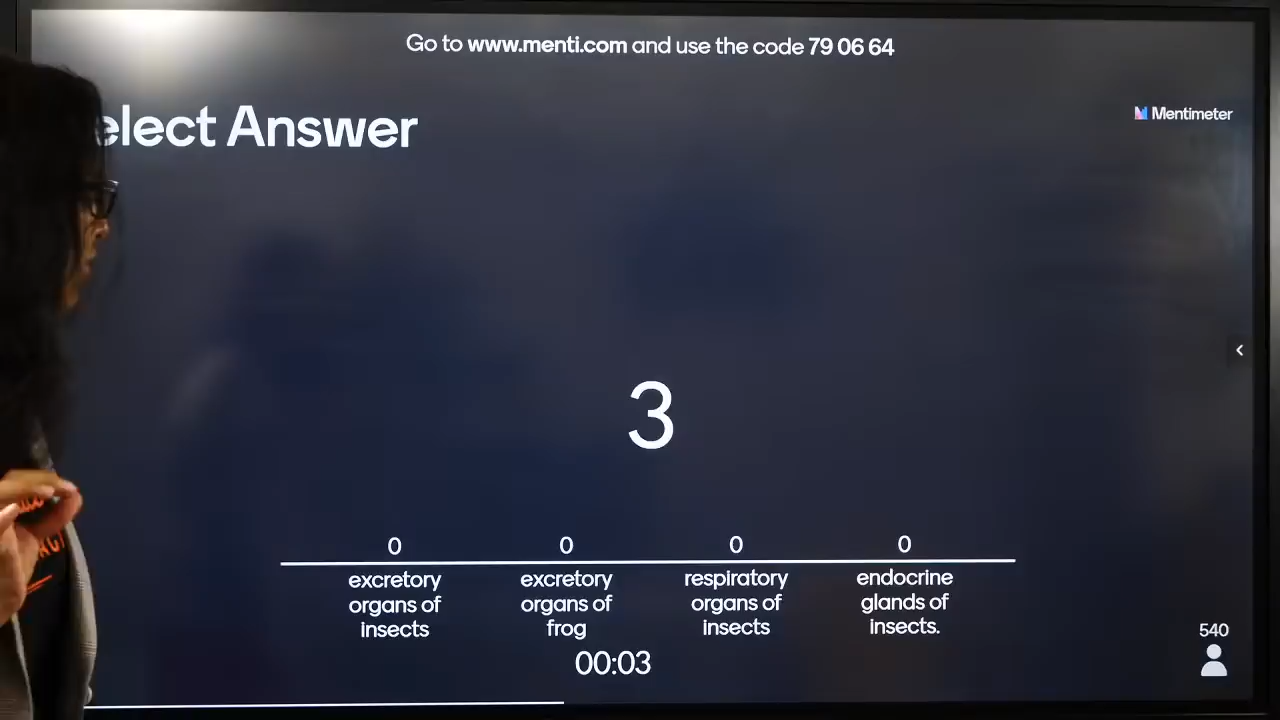 Go to www.menti.com and use the code 79 06 64
elect Answer
Mentimeter
3
0 0 0 0
excretory organs of insects
excretory organs of frog
respiratory organs of insects
endocrine glands of insects.
00:03
540